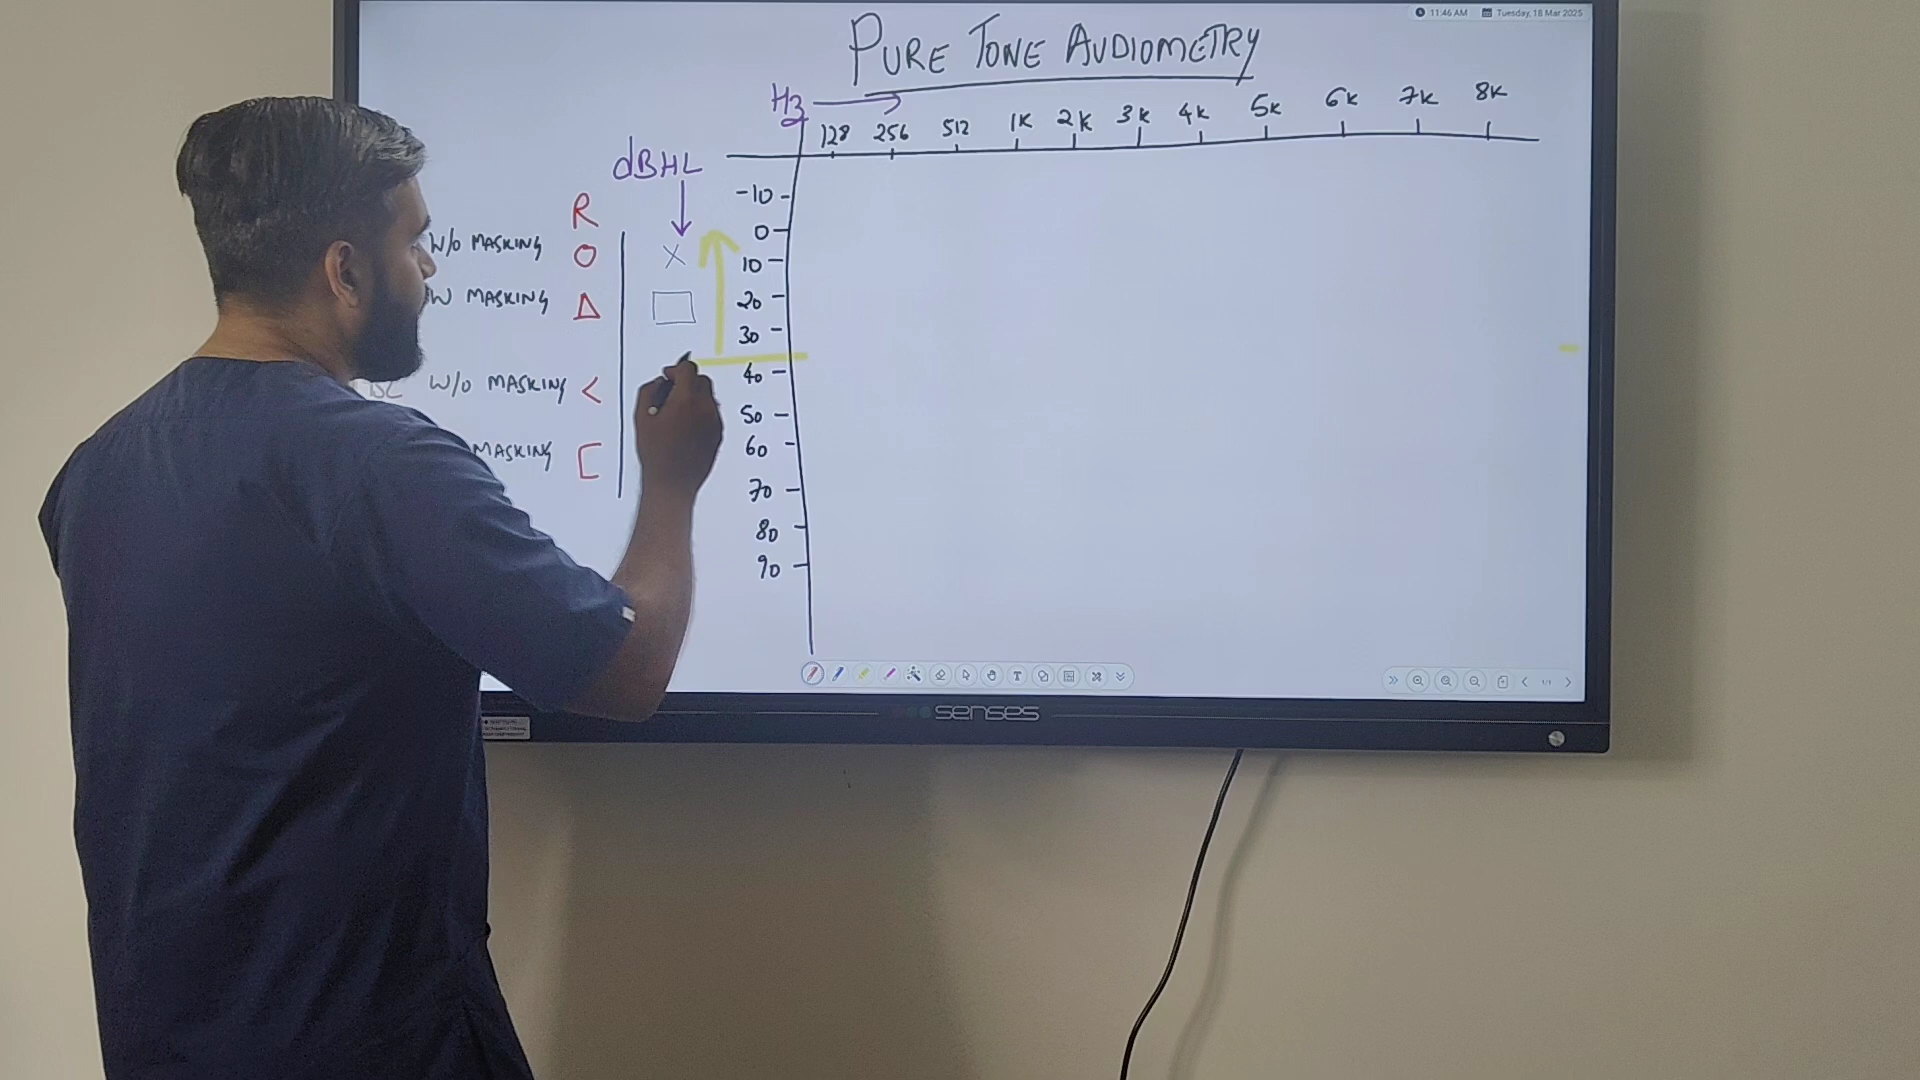 11:46 AM Tuesday, 18 Mar 2025
PURE TONE AUDIOMETRY
Hz
128 256 512 1K 2K 3K 4K 5K 6K 7K 8K
dBHL
R
W/O MASKING O X
W MASKING Δ
W/O MASKING <
MASKING [
-10
0
10
20
30
40
50
60
70
80
90
senses